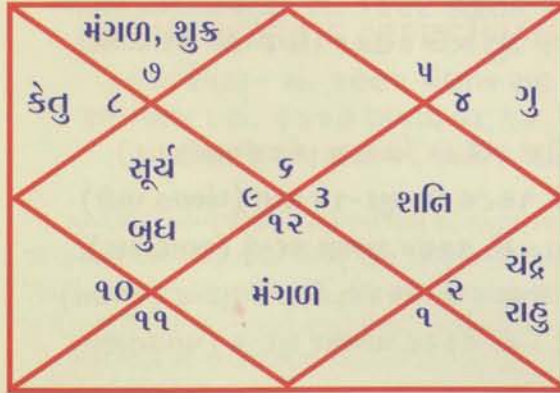 મંગળ, શુક્ર
૭
૫
કેતુ ૮
૪ ગુ
સૂર્ય
૬
૯ ૩
શનિ
બુધ
૧૨
ચંદ્ર
૧૦
મંગળ
૨
રાહુ
૧૧
૧